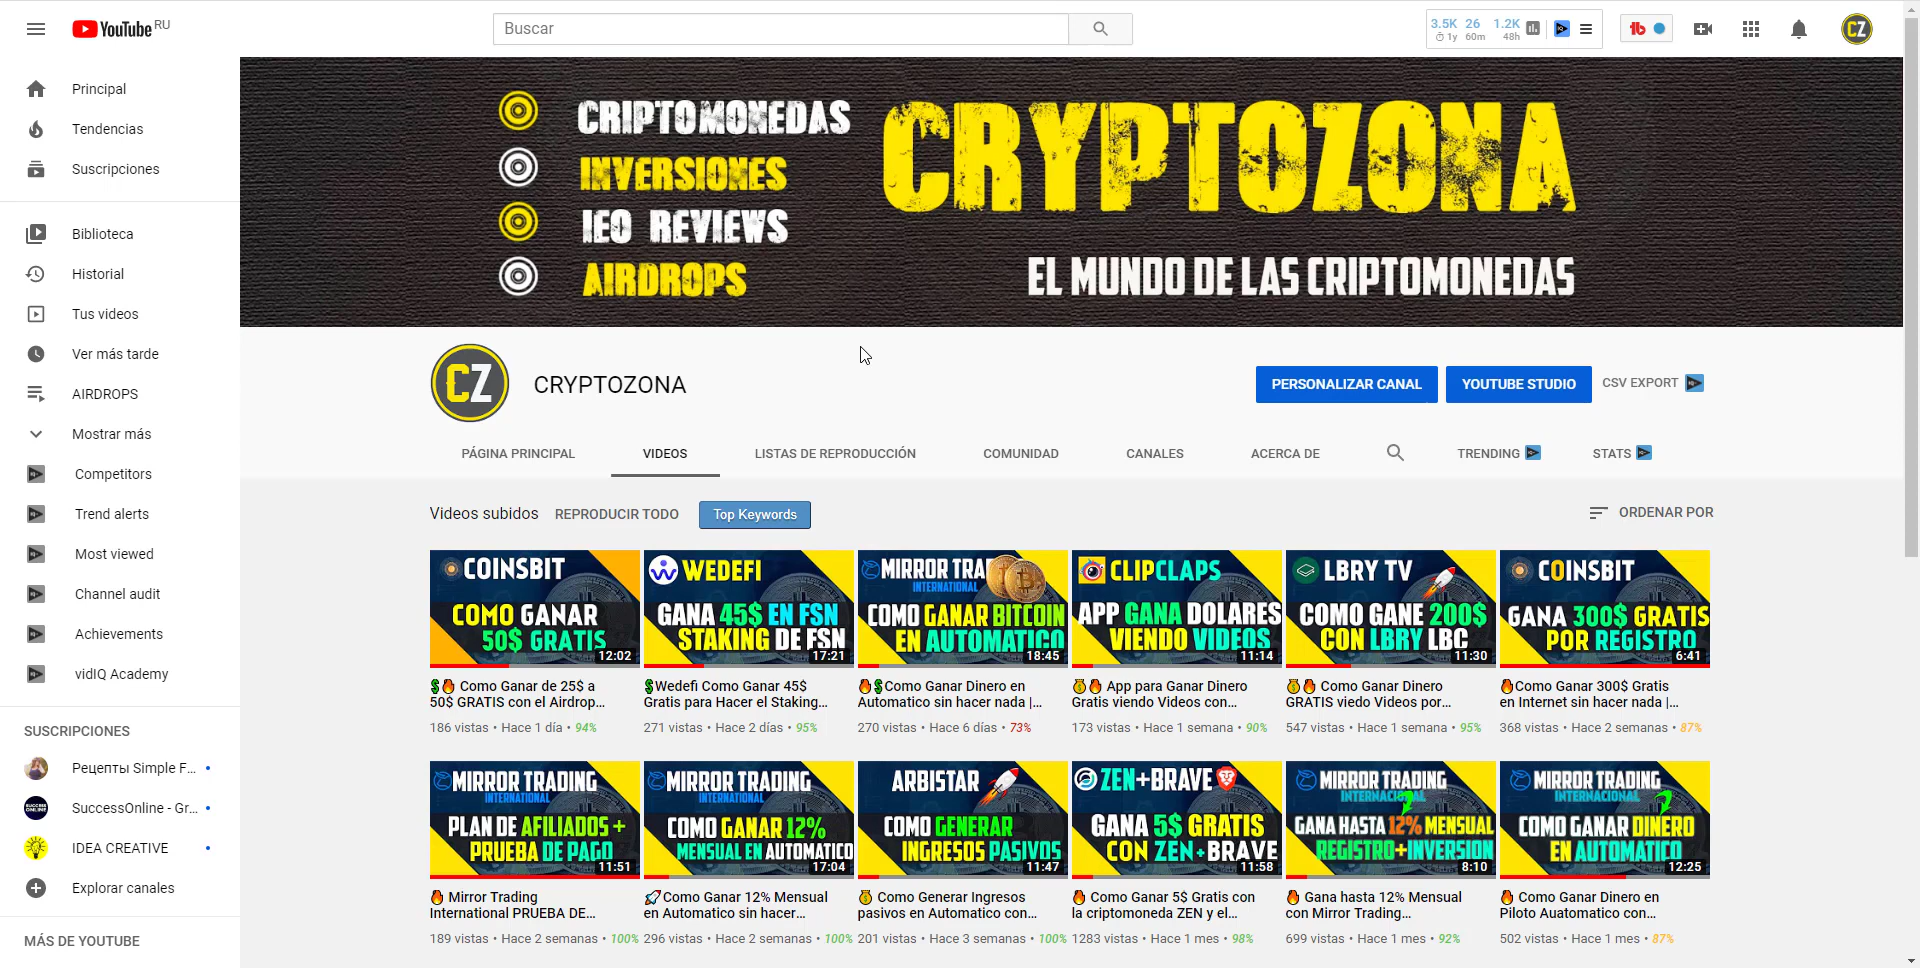 YouTube RU
Buscar
3.5K 26 1.2K
1y 60m 48h
CZ
Principal
Tendencias
Suscripciones
Biblioteca
Historial
Tus videos
Ver más tarde
AIRDROPS
Mostrar más
Competitors
Trend alerts
Most viewed
Channel audit
Achievements
vidIQ Academy
SUSCRIPCIONES
Рецепты Simple F...
SuccessOnline - Gr...
IDEA CREATIVE
Explorar canales
MÁS DE YOUTUBE
CRIPTOMONEDAS
INVERSIONES
IEO REVIEWS
AIRDROPS
CRYPTOZONA
EL MUNDO DE LAS CRIPTOMONEDAS
CZ
CRYPTOZONA
PERSONALIZAR CANAL
YOUTUBE STUDIO
CSV EXPORT
PÁGINA PRINCIPAL
VIDEOS
LISTAS DE REPRODUCCIÓN
COMUNIDAD
CANALES
ACERCA DE
TRENDING
STATS
Videos subidos
REPRODUCIR TODO
Top Keywords
ORDENAR POR
COINSBIT
COMO GANAR
50$ GRATIS
12:02
$🔥 Como Ganar de 25$ a
50$ GRATIS con el Airdrop...
186 vistas • Hace 1 día • 94%
WEDEFI
GANA 45$ EN FSN
STAKING DE FSN
17:21
$Wedefi Como Ganar 45$
Gratis para Hacer el Staking...
271 vistas • Hace 2 días • 95%
MIRROR TRA
INTERNATIONAL
COMO GANAR BITCOIN
EN AUTOMATICO
18:45
🔥$Como Ganar Dinero en
Automatico sin hacer nada |...
270 vistas • Hace 6 días • 73%
CLIPCLAPS
APP GANA DOLARES
VIENDO VIDEOS
11:14
💰🔥 App para Ganar Dinero
Gratis viendo Videos con...
173 vistas • Hace 1 semana • 90%
LBRY TV
COMO GANE 200$
CON LBRY LBC
11:30
💰🔥 Como Ganar Dinero
GRATIS viedo Videos por...
547 vistas • Hace 1 semana • 95%
COINSBIT
GANA 300$ GRATIS
POR REGISTRO
6:41
🔥Como Ganar 300$ Gratis
en Internet sin hacer nada |...
368 vistas • Hace 2 semanas • 87%
MIRROR TRADING
INTERNATIONAL
PLAN DE AFILIADOS +
PRUEBA DE PAGO
11:51
🔥 Mirror Trading
International PRUEBA DE...
189 vistas • Hace 2 semanas • 100%
MIRROR TRADING
INTERNATIONAL
COMO GANAR 12%
MENSUAL EN AUTOMATICO
17:04
🚀Como Ganar 12% Mensual
en Automatico sin hacer...
296 vistas • Hace 2 semanas • 100%
ARBISTAR
COMO GENERAR
INGRESOS PASIVOS
11:47
💰 Como Generar Ingresos
pasivos en Automatico con...
201 vistas • Hace 3 semanas • 100%
ZEN+BRAVE
GANA 5$ GRATIS
CON ZEN+BRAVE
11:58
🔥 Como Ganar 5$ Gratis con
la criptomoneda ZEN y el...
1283 vistas • Hace 1 mes • 98%
MIRROR TRADING
INTERNACIONAL
GANA HASTA 12% MENSUAL
REGISTRO+INVERSION
8:10
🔥 Gana hasta 12% Mensual
con Mirror Trading...
699 vistas • Hace 1 mes • 92%
MIRROR TRADING
INTERNACIONAL
COMO GANAR DINERO
EN AUTOMATICO
12:25
🔥 Como Ganar Dinero en
Piloto Auatomatico con...
502 vistas • Hace 1 mes • 87%